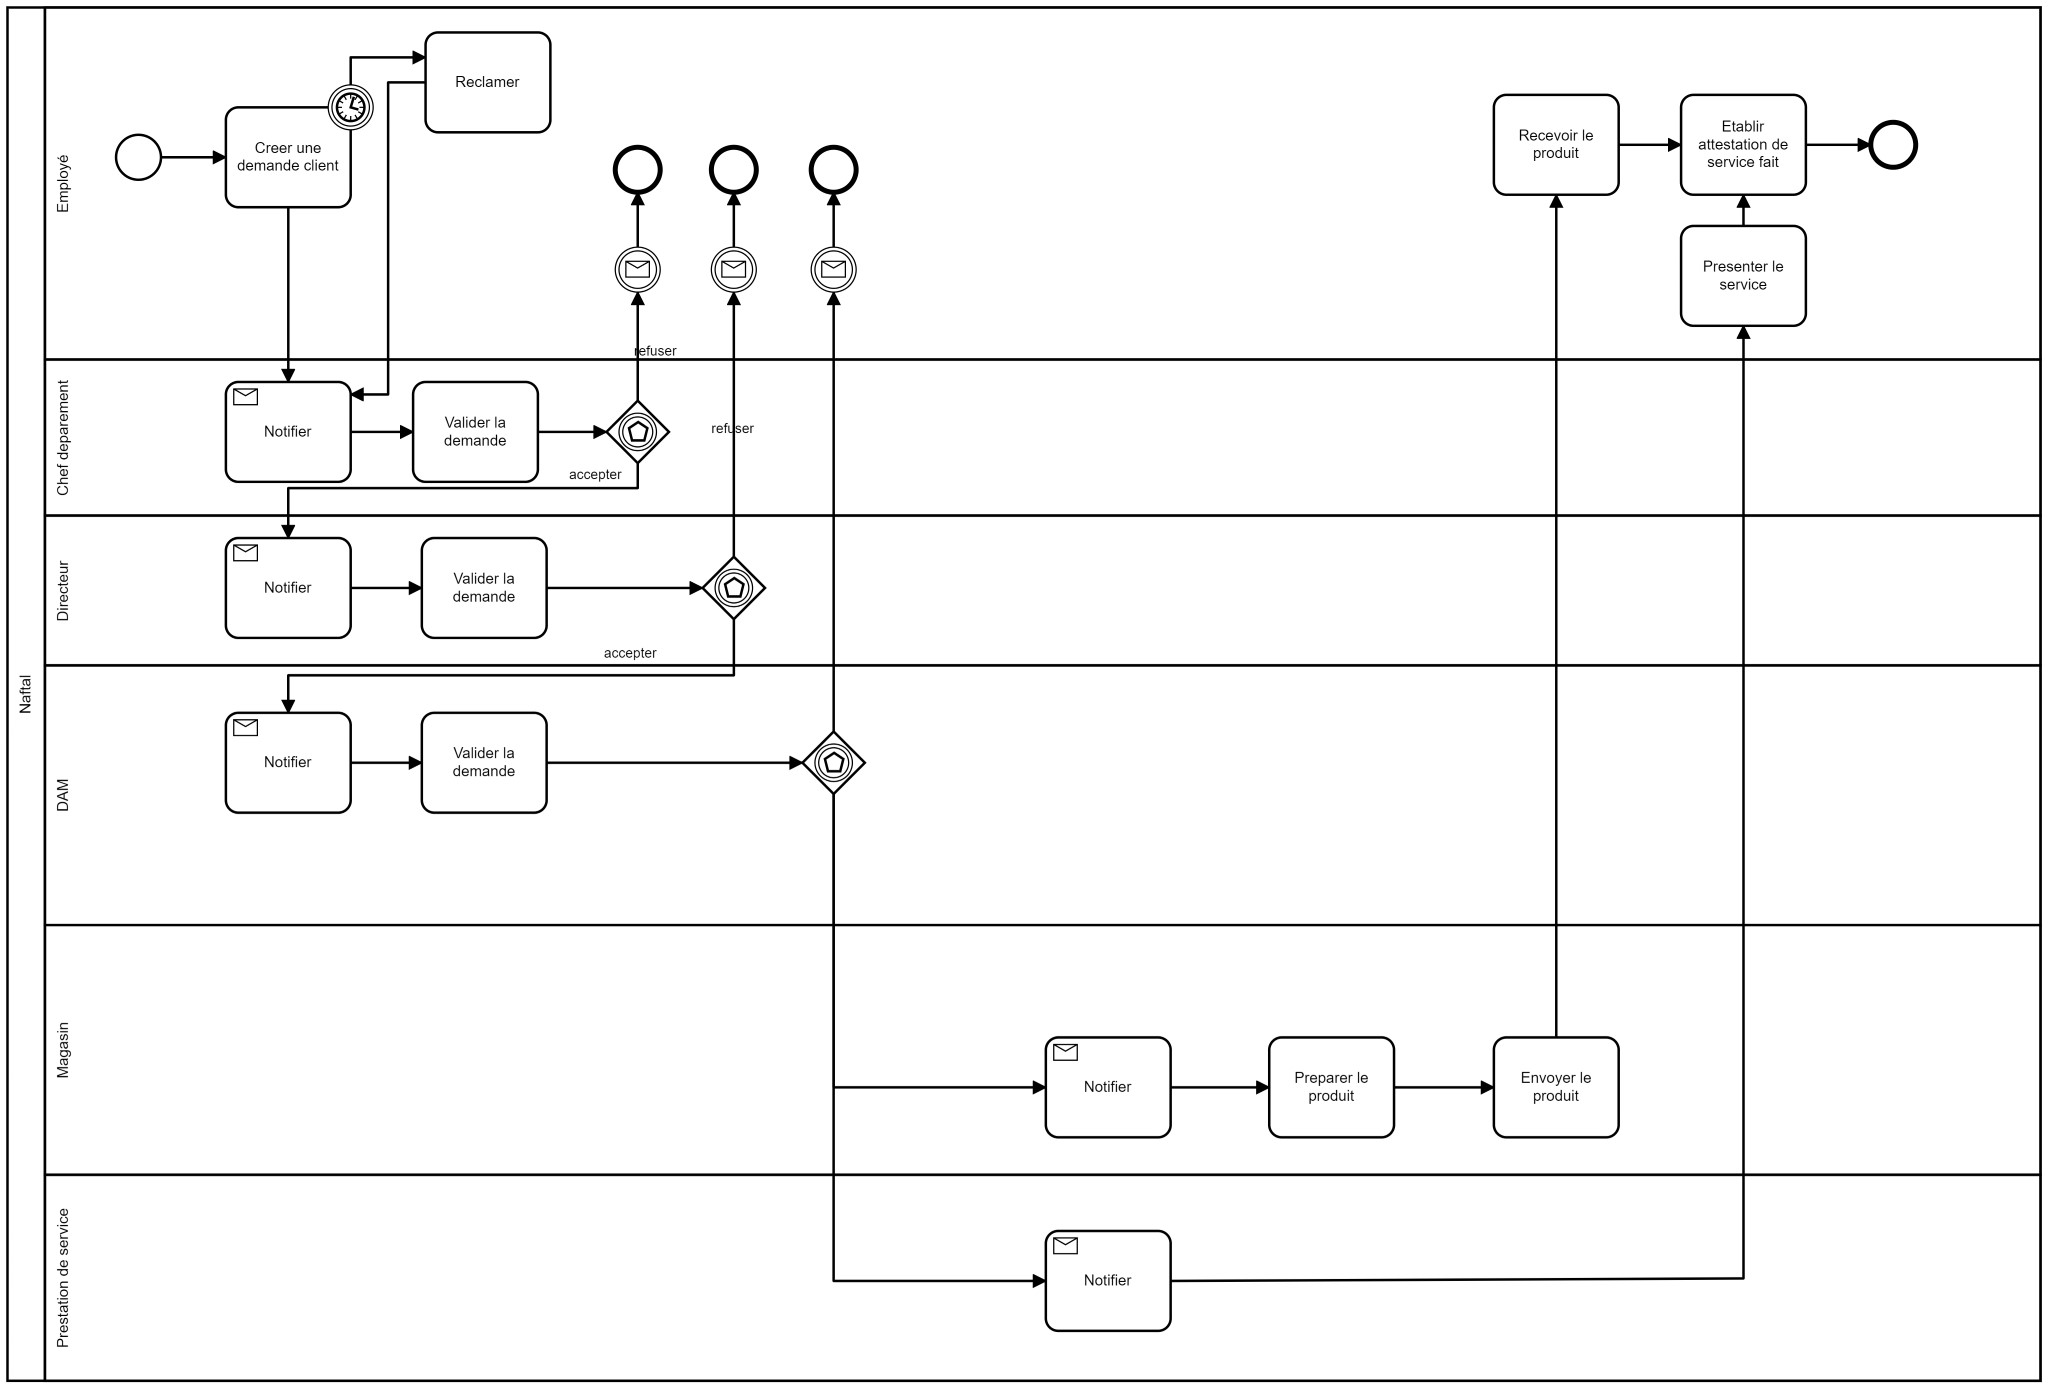 Naftal
Employé
Creer une
demande client
Reclamer
Recevoir le
produit
Etablir
attestation de
service fait
Presenter le
service
refuser
Chef deparement
Notifier
Valider la
demande
refuser
accepter
Directeur
Notifier
Valider la
demande
accepter
DAM
Notifier
Valider la
demande
Magasin
Notifier
Preparer le
produit
Envoyer le
produit
Prestation de service
Notifier